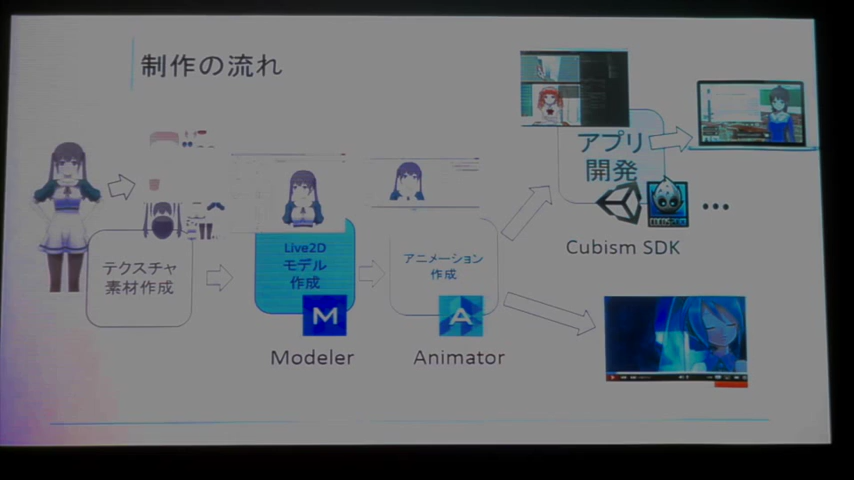 制作の流れ
テクスチャ
素材作成
Live2D
モデル
作成
M
Modeler
アニメーション
作成
A
Animator
アプリ
開発
...
Cubism SDK